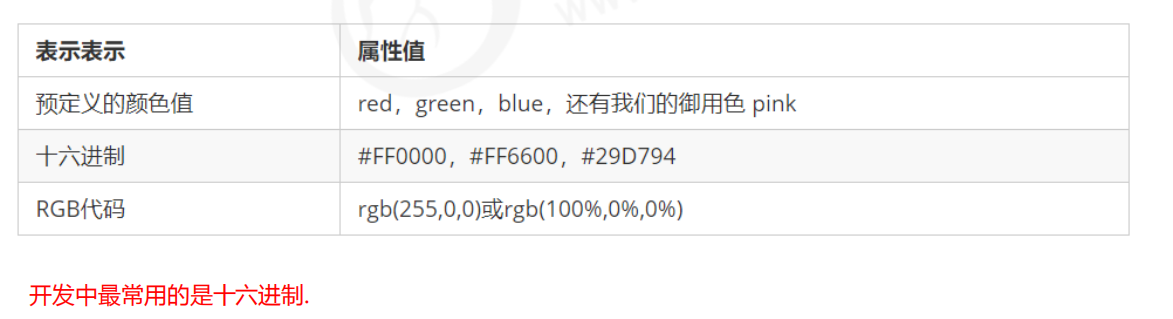 表示表示 属性值
预定义的颜色值 red，green，blue，还有我们的御用色 pink
十六进制 #FF0000，#FF6600，#29D794
RGB代码 rgb(255,0,0)或rgb(100%,0%,0%)
开发中最常用的是十六进制.